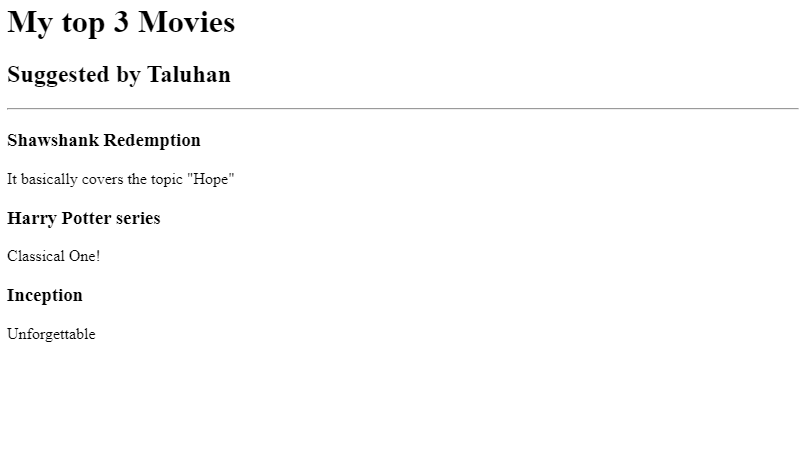 My top 3 Movies
Suggested by Taluhan
Shawshank Redemption
It basically covers the topic "Hope"
Harry Potter series
Classical One!
Inception
Unforgettable